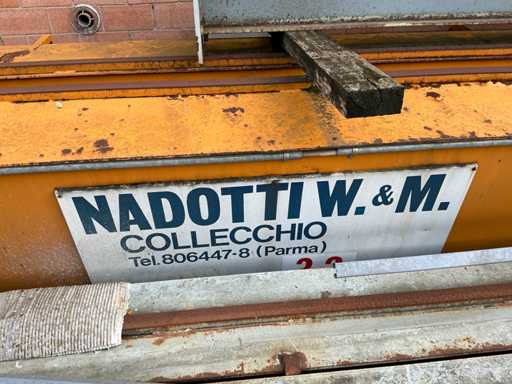 NADOTTI W. & M.
COLLECCHIO
Tel. 806447-8 (Parma)